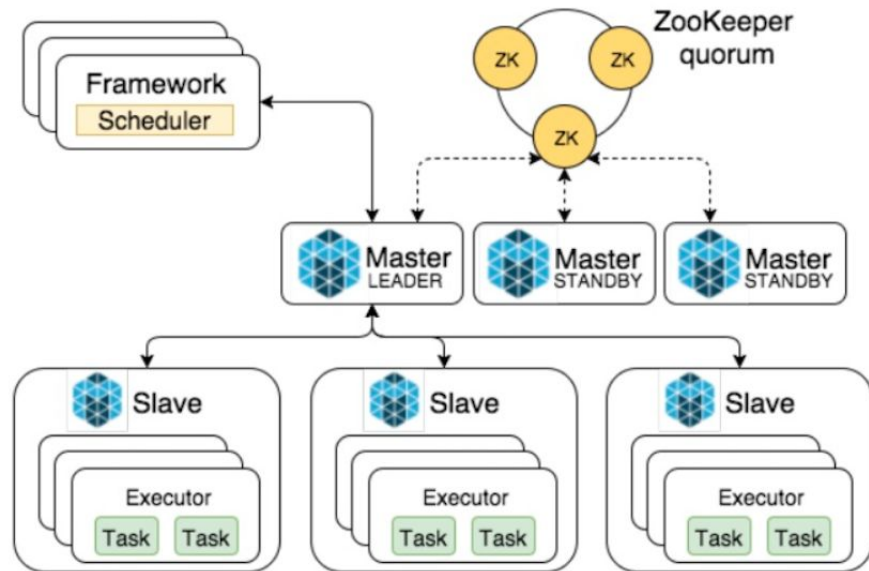 ZooKeeper
quorum
ZK
ZK
ZK
Framework
Scheduler
Master
LEADER
Master
STANDBY
Master
STANDBY
Slave
Slave
Slave
Executor
Task Task
Executor
Task Task
Executor
Task Task